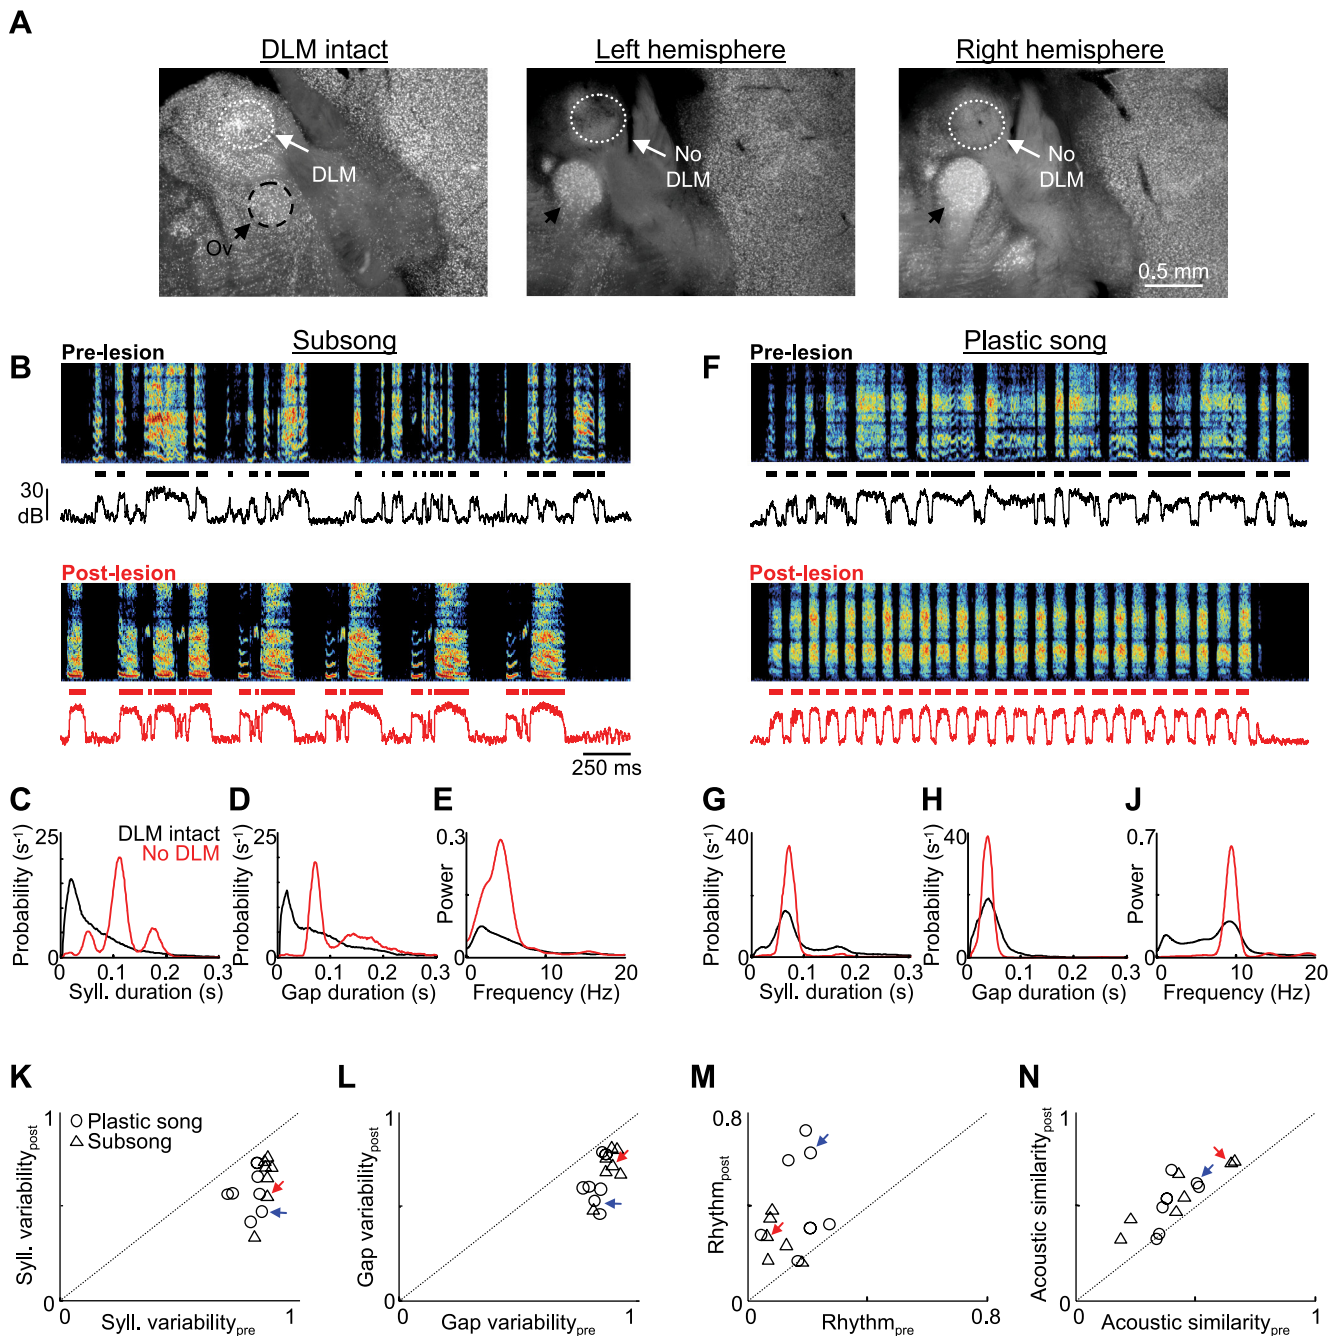 A
DLM intact
Left hemisphere
Right hemisphere
DLM
Ov
No
DLM
No
DLM
0.5 mm
B
Pre-lesion
Subsong
30
dB
Post-lesion
250 ms
F
Pre-lesion
Plastic song
Post-lesion
C
25
DLM intact
No DLM
Probability (s-1)
0
0 0.1 0.2 0.3
Syll. duration (s)
D
25
Probability (s-1)
0
0 0.1 0.2 0.3
Gap duration (s)
E
0.3
Power
0
0 10 20
Frequency (Hz)
G
40
Probability (s-1)
0
0 0.1 0.2 0.3
Syll. duration (s)
H
40
Probability (s-1)
0
0 0.1 0.2 0.3
Gap duration (s)
J
0.7
Power
0
0 10 20
Frequency (Hz)
K
1
Plastic song
Subsong
Syll. variabilitypost
0
0 1
Syll. variabilitypre
L
1
Gap variabilitypost
0
0 1
Gap variabilitypre
M
0.8
Rhythmpost
0
0 0.8
Rhythmpre
N
1
Acoustic similaritypost
0
0 1
Acoustic similaritypre